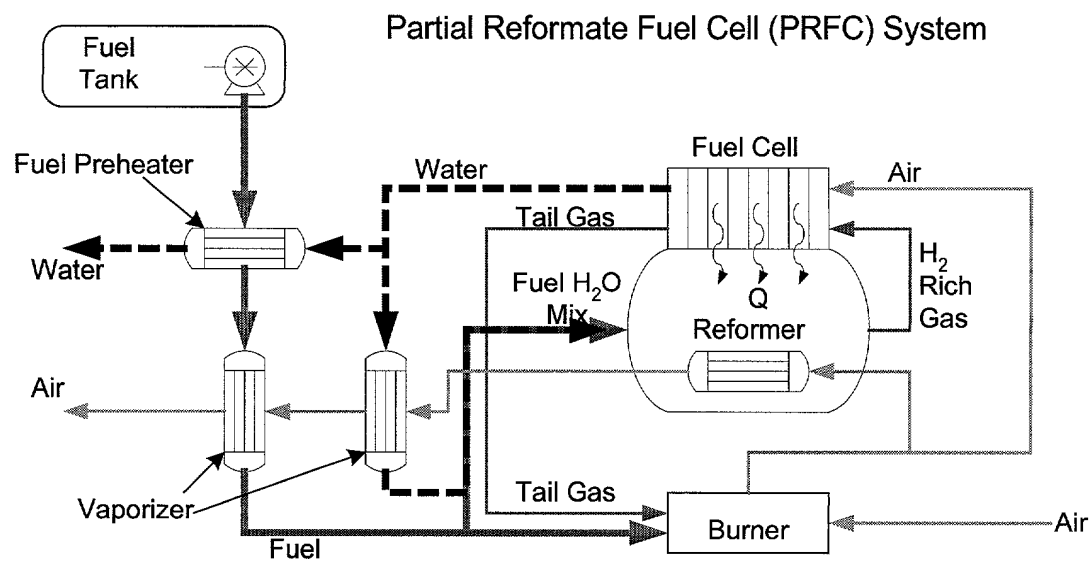 Partial Reformate Fuel Cell (PRFC) System
Fuel
Tank
Fuel Preheater
Water
Fuel Cell
Air
Tail Gas
Water
Fuel H₂O
Mix
Q
Reformer
H₂
Rich
Gas
Air
Vaporizer
Tail Gas
Burner
Air
Fuel